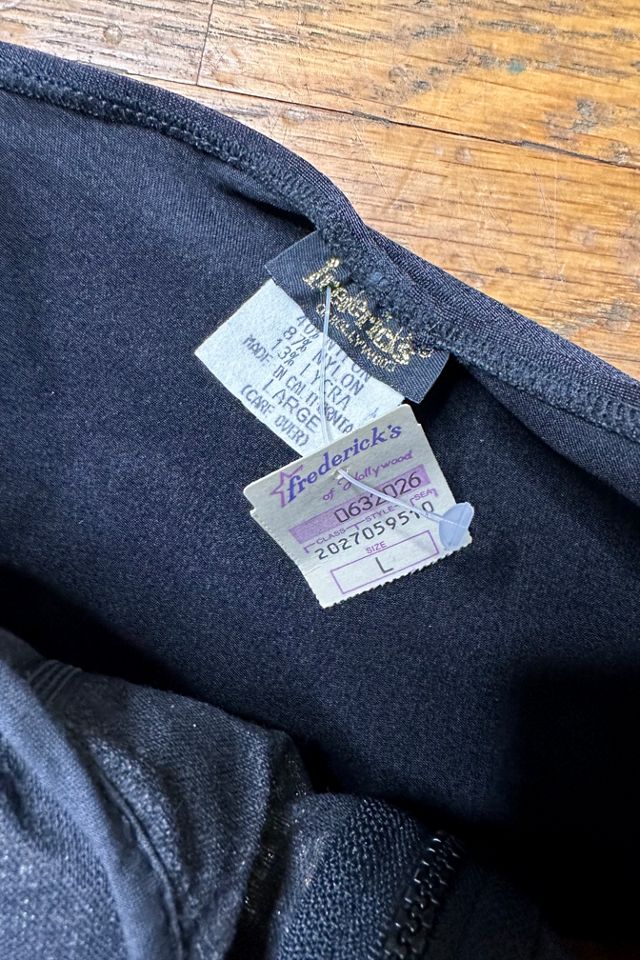 frederick's
OF HOLLYWOOD
87% NYLON
13% LYCRA
MADE IN CALIFORNIA
LARGE
(CARE OVER)
frederick's
of Hollywood
0632026
CLASS STYLE SEA
2027059510
SIZE
L